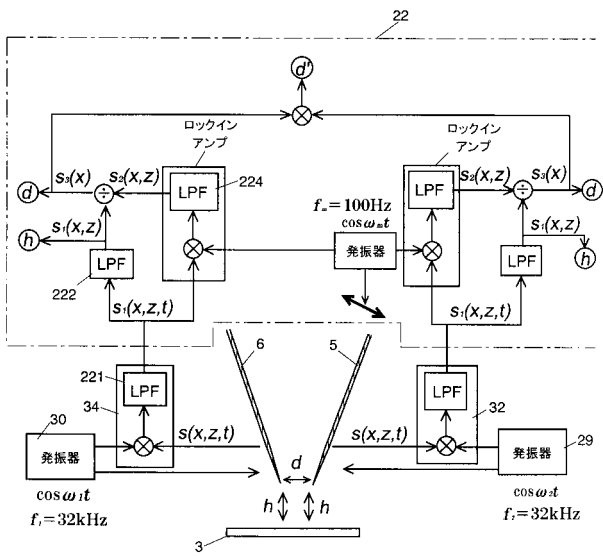 22
d'
ロックイン
アンプ
ロックイン
アンプ
LPF
224
LPF
s₃(x)
s₂(x,z)
s₂(x,z)
s₃(x)
d
÷
÷
d
fₘ=100Hz
cosωₘt
s₁(x,z)
s₁(x,z)
h
h
LPF
発振器
LPF
222
s₁(x,z,t)
s₁(x,z,t)
6
5
221
LPF
LPF
34
32
30
発振器
s(x,z,t)
s(x,z,t)
発振器
29
d
cosω₁t
cosω₂t
f₁=32kHz
h
h
f₂=32kHz
3